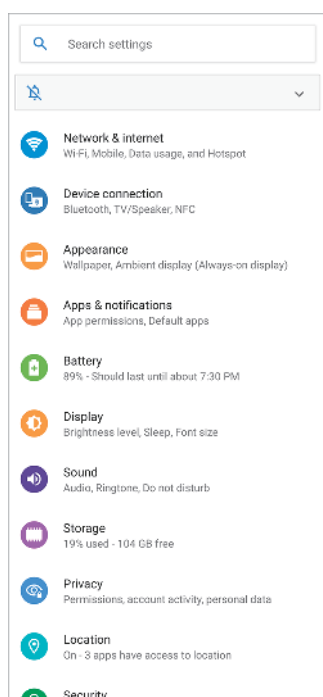 Search settings
Network & internet
Wi-Fi, Mobile, Data usage, and Hotspot
Device connection
Bluetooth, TV/Speaker, NFC
Appearance
Wallpaper, Ambient display (Always-on display)
Apps & notifications
App permissions, Default apps
Battery
89% - Should last until about 7:30 PM
Display
Brightness level, Sleep, Font size
Sound
Audio, Ringtone, Do not disturb
Storage
19% used - 104 GB free
Privacy
Permissions, account activity, personal data
Location
On - 3 apps have access to location
Security